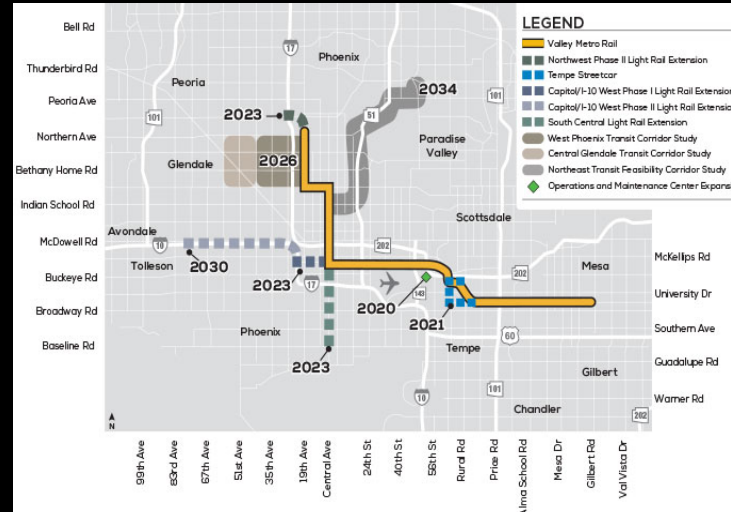 LEGEND
Valley Metro Rail
Northwest Phase II Light Rail Extension
Tempe Streetcar
Capitol/I-10 West Phase I Light Rail Extension
Capitol/I-10 West Phase II Light Rail Extension
South Central Light Rail Extension
West Phoenix Transit Corridor Study
Central Glendale Transit Corridor Study
Northeast Transit Feasibility Corridor Study
Operations and Maintenance Center Expans
Bell Rd
Thunderbird Rd
Peoria Ave
Northern Ave
Bethany Home Rd
Indian School Rd
McDowell Rd
Buckeye Rd
Broadway Rd
Baseline Rd
17
Phoenix
Peoria
2034
101
2023
51
101
Paradise
Valley
Glendale
2026
Scottsdale
Avondale
10
Tolleson
2030
202
202
Mesa
2023
17
2020
143
2021
Phoenix
Tempe
60
2023
Gilbert
10
101
Chandler
202
N
McKellips Rd
University Dr
Southern Ave
Guadalupe Rd
Warner Rd
99th Ave
83rd Ave
67th Ave
51st Ave
35th Ave
19th Ave
Central Ave
24th St
40th St
56th St
Rural Rd
Price Rd
Alma School Rd
Mesa Dr
Gilbert Rd
Val Vista Dr